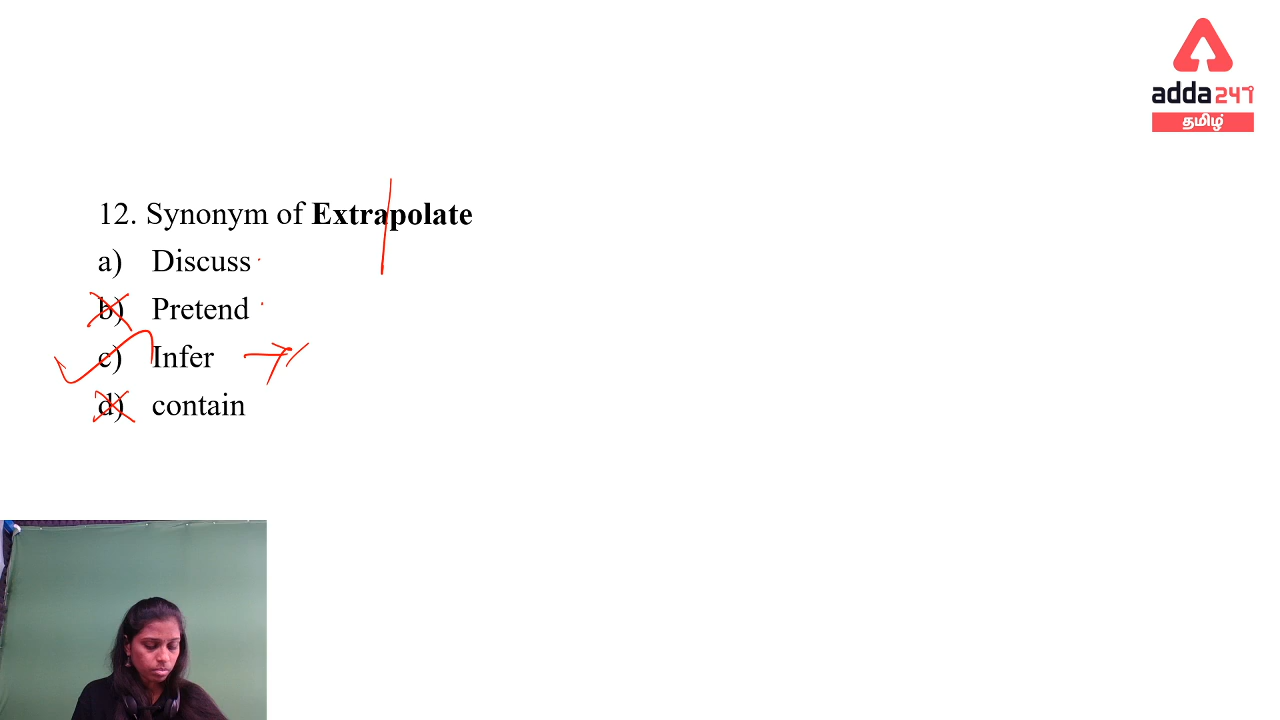 adda247
தமிழ்
12. Synonym of Extrapolate
a) Discuss
b) Pretend
c) Infer
d) contain